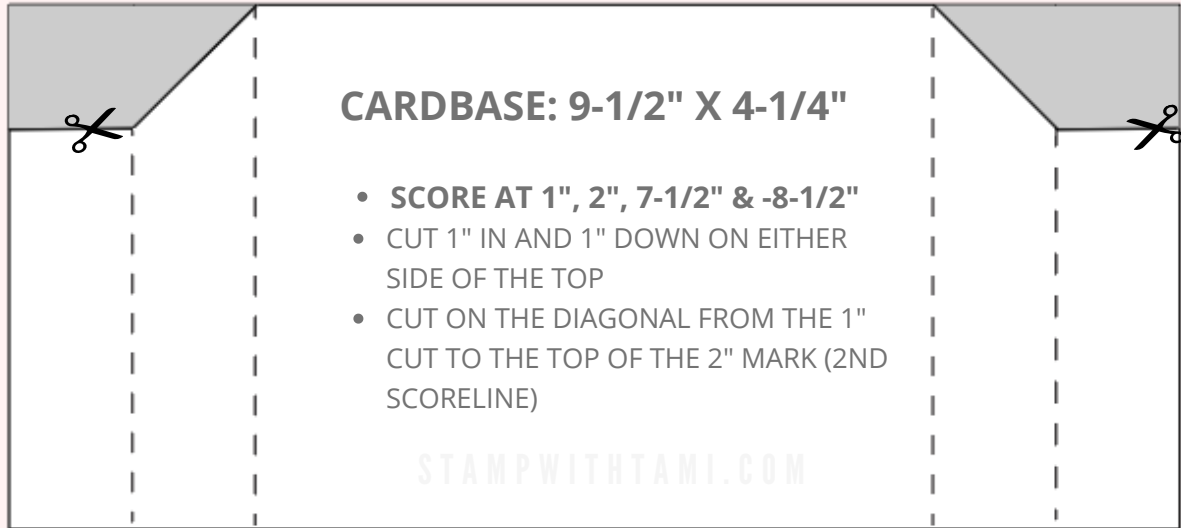 CARDBASE: 9-1/2" X 4-1/4"
• SCORE AT 1", 2", 7-1/2" & -8-1/2"
• CUT 1" IN AND 1" DOWN ON EITHER
SIDE OF THE TOP
• CUT ON THE DIAGONAL FROM THE 1"
CUT TO THE TOP OF THE 2" MARK (2ND
SCORELINE)
STAMPWITHTAMI.COM